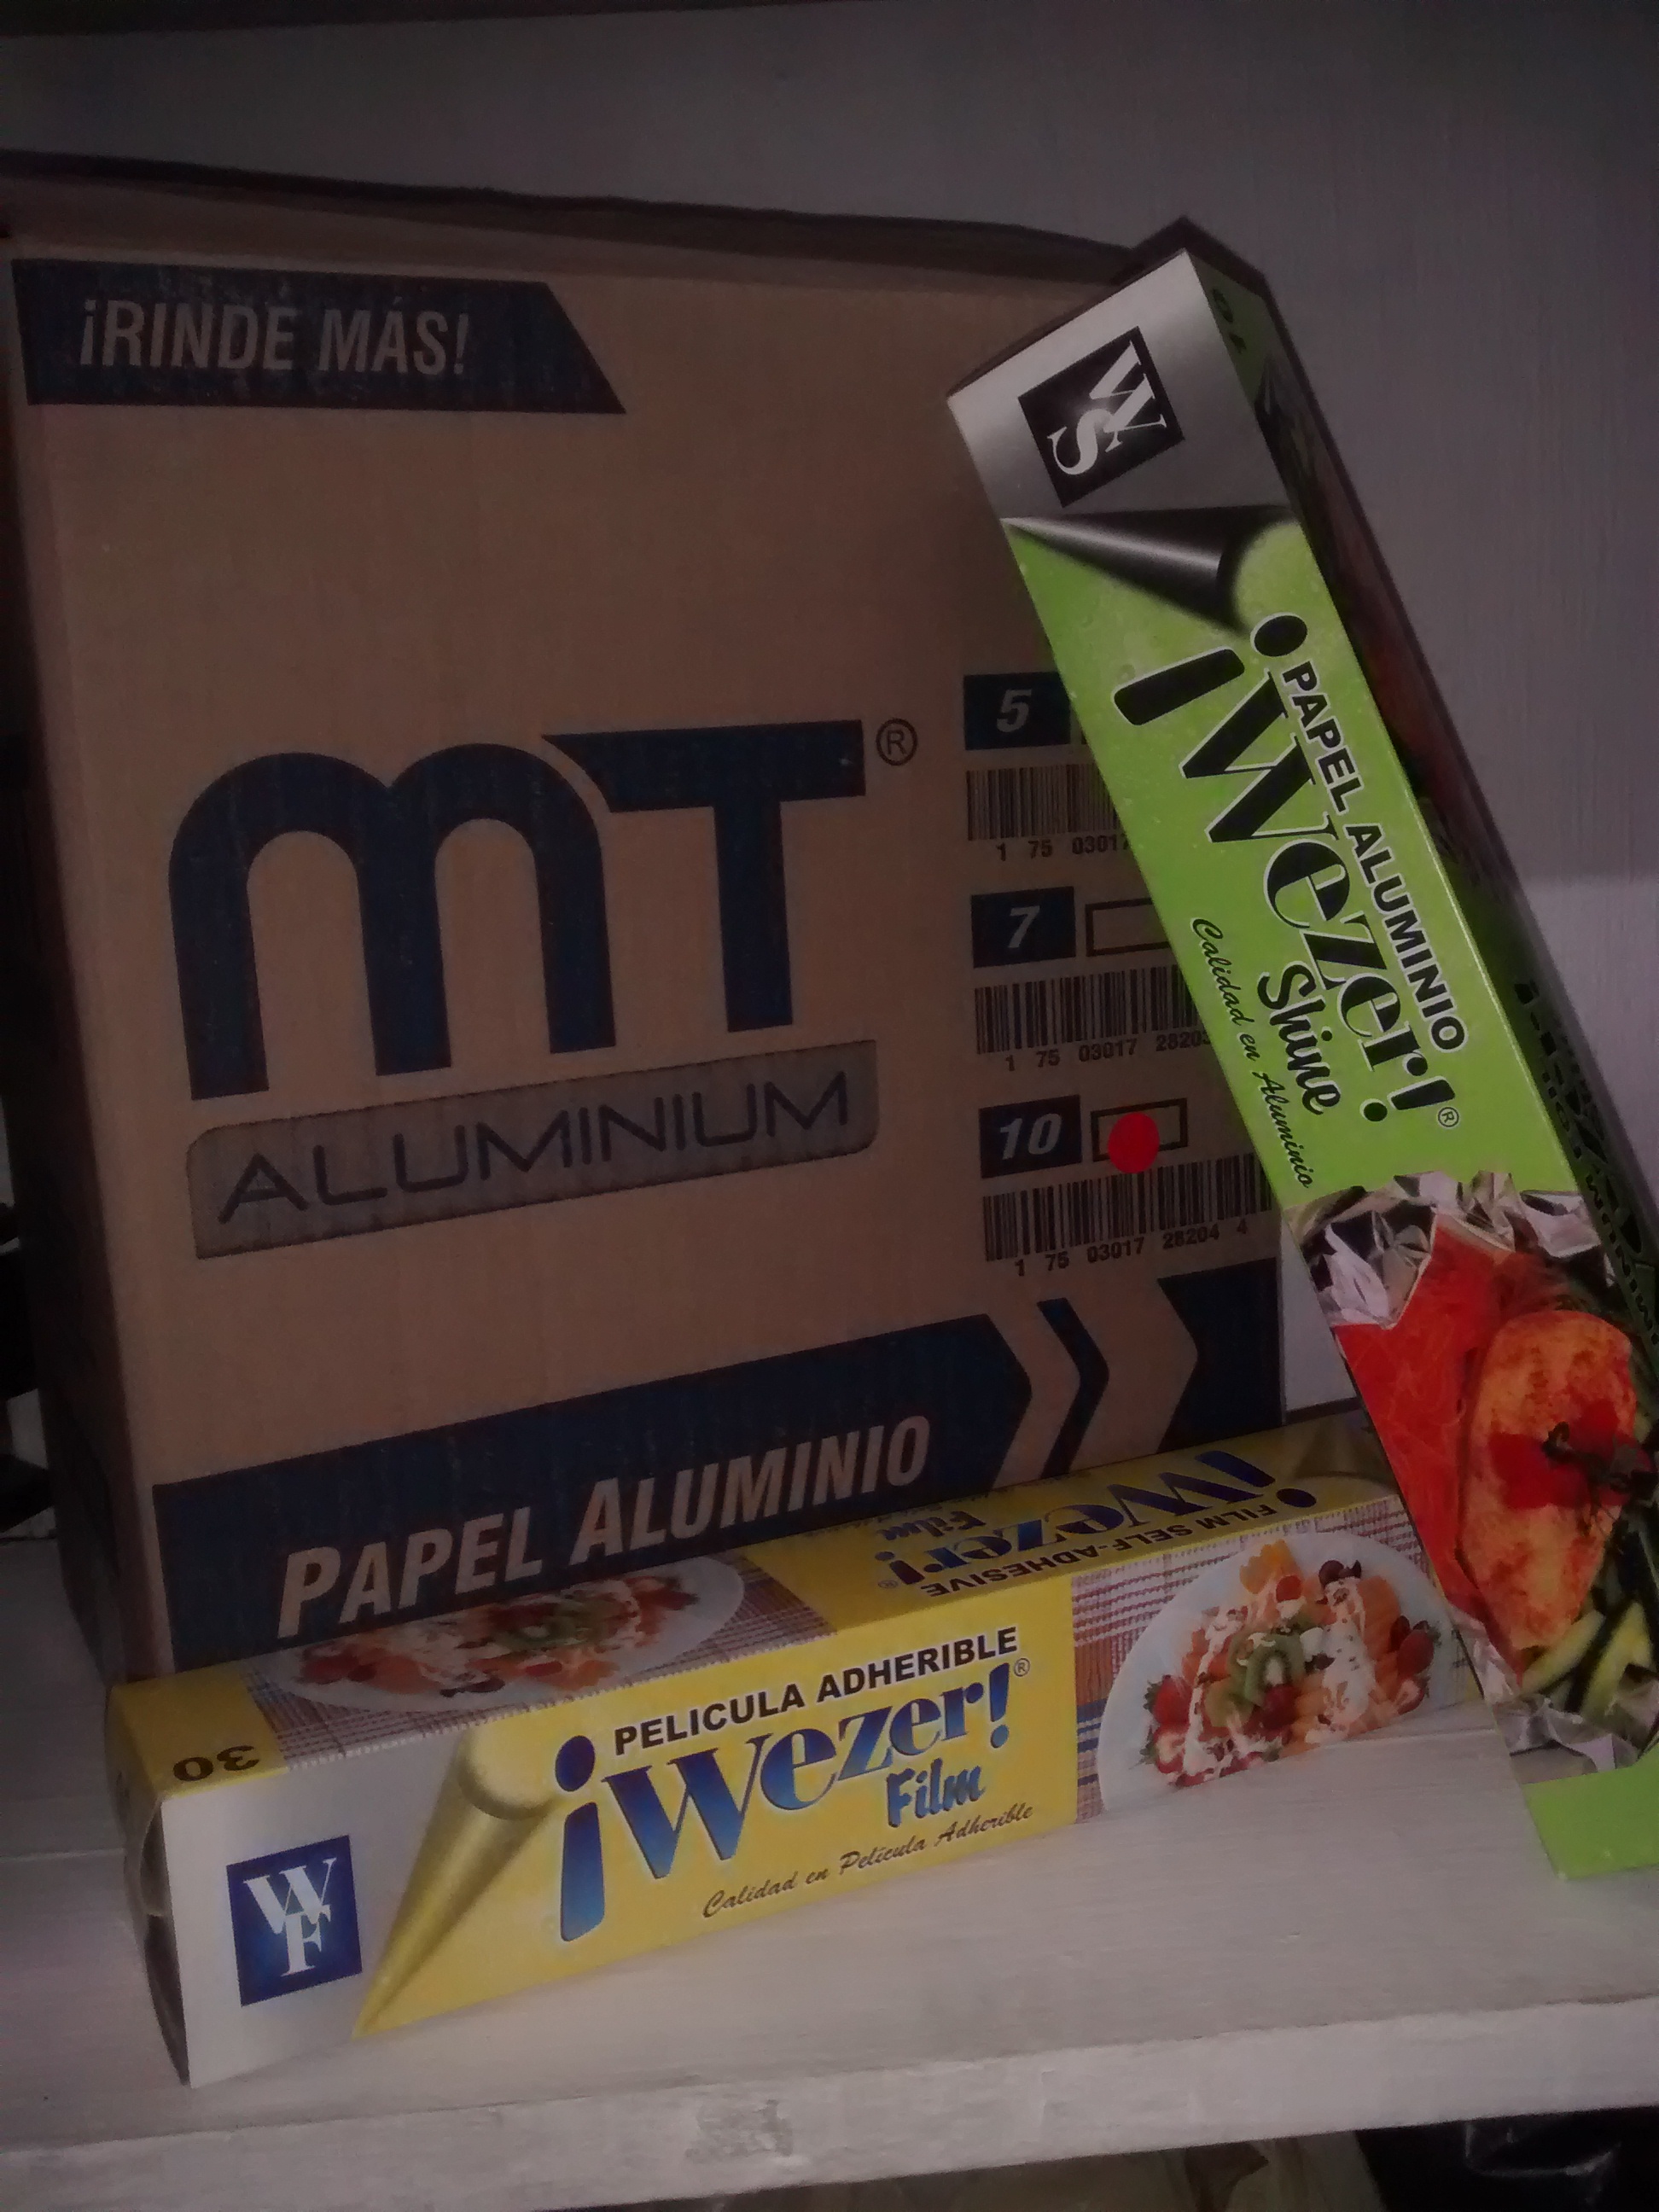 ¡RINDE MÁS!
mT®
ALUMINIUM
5
1 75 03017
7
1 75 03017 2820
10
1 75 03017 28204 4
PAPEL ALUMINIO
WS
PAPEL ALUMINIO
¡Wezer!®
Shine
Calidad en Aluminio
FILM SELF-ADHESIVE
¡Wezer!®
Film
30
WF
PELICULA ADHERIBLE
¡Wezer!®
Film
Calidad en Película Adherible